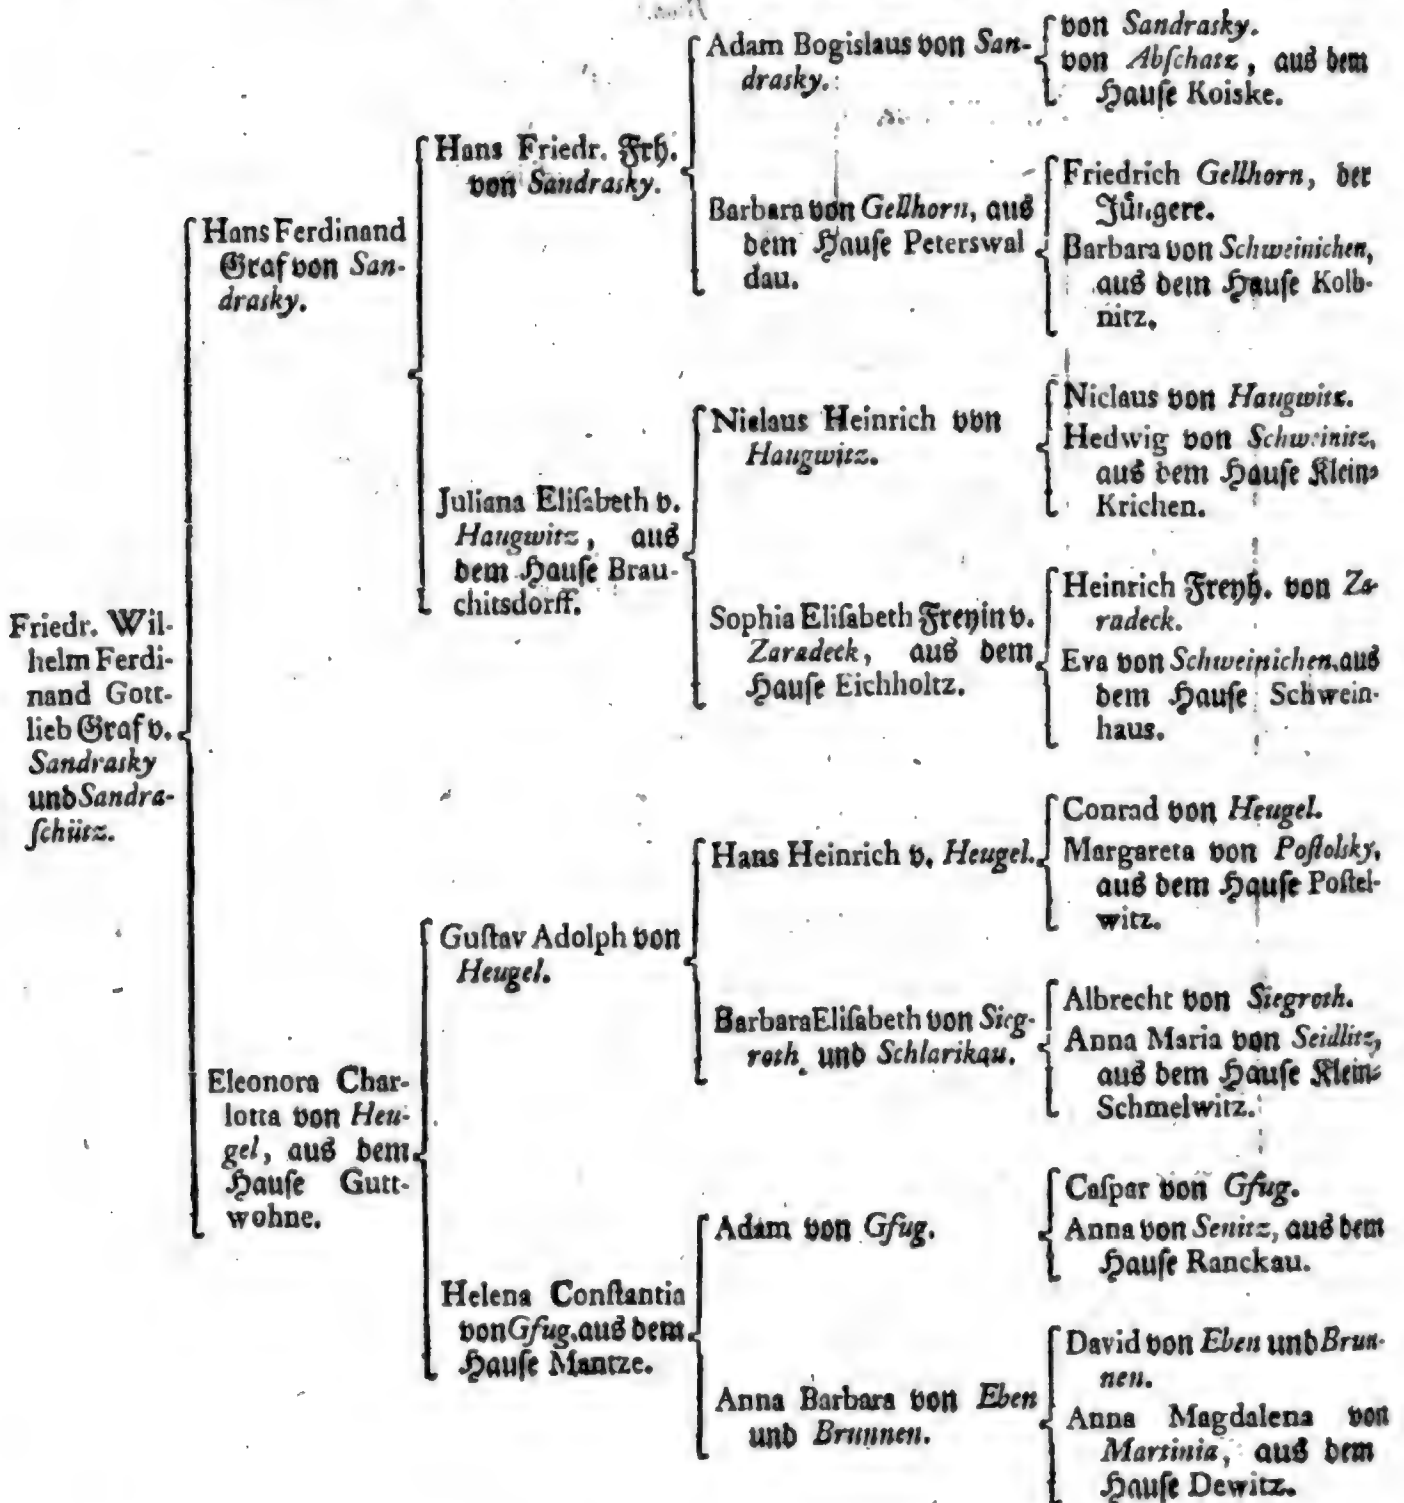 Friedr. Wil-
helm Ferdi-
nand Gott-
lieb Graf v.
Sandrasky
und Sandra-
ſchütz.
Hans Ferdinand
Graf von San-
drasky.
Eleonora Char-
lotta von Heu-
gel, aus dem
Hauſe Gutt-
wohne.
Hans Friedr. Frh.
von Sandrasky.
Juliana Eliſabeth v.
Haugwitz, aus
dem Hauſe Brau-
chitsdorff.
Guſtav Adolph von
Heugel.
Helena Conſtantia
von Gfug, aus dem
Hauſe Mantze.
Adam Bogislaus von San-
drasky.
Barbara von Gellhorn, aus
dem Hauſe Peterswal
dau.
Niclaus Heinrich von
Haugwitz.
Sophia Eliſabeth Freyin v.
Zaradeck, aus dem
Hauſe Eichholtz.
Hans Heinrich v. Heugel.
Barbara Eliſabeth von Sieg-
roth und Schlarikau.
Adam von Gfug.
Anna Barbara von Eben
und Brunnen.
von Sandrasky.
von Abſchatz, aus dem
Hauſe Koiske.
Friedrich Gellhorn, der
Jüngere.
Barbara von Schweinichen,
aus dem Hauſe Kolb-
nitz.
Niclaus von Haugwitz.
Hedwig von Schweinitz,
aus dem Hauſe Klein-
Krichen.
Heinrich Freyh. von Za-
radeck.
Eva von Schweinichen, aus
dem Hauſe Schwein-
haus.
Conrad von Heugel.
Margareta von Poſtolsky,
aus dem Hauſe Poſtel-
witz.
Albrecht von Siegroth.
Anna Maria von Seidlitz,
aus dem Hauſe Klein-
Schmelwitz.
Caſpar von Gfug.
Anna von Senitz, aus dem
Hauſe Ranckau.
David von Eben und Brun-
nen.
Anna Magdalena von
Martinia, aus dem
Hauſe Dewitz.